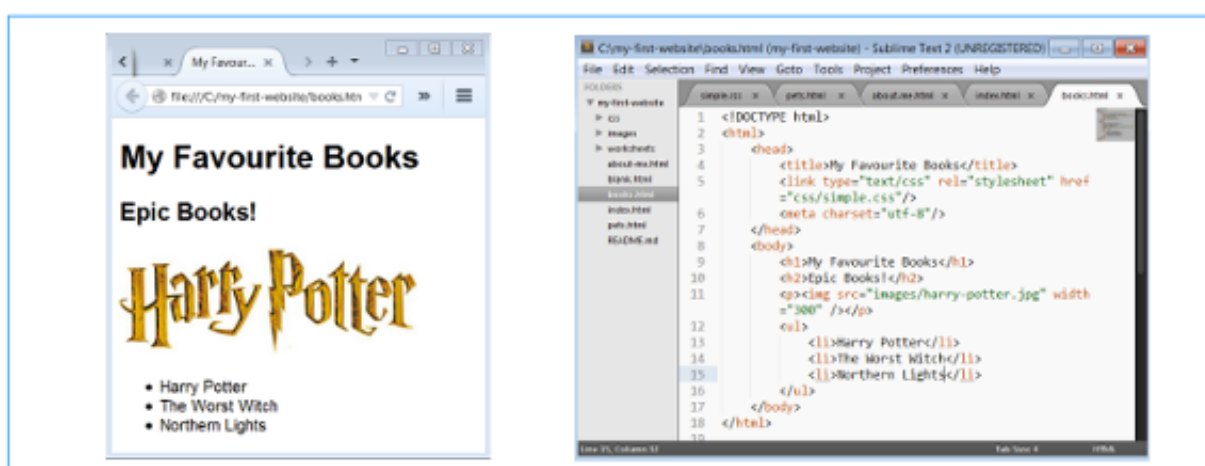 My Favour... ×
file:///C:/my-first-website/books.htm
My Favourite Books
Epic Books!
Harry Potter
• Harry Potter
• The Worst Witch
• Northern Lights
C:\my-first-website\books.html (my-first-website) - Sublime Text 2 (UNREGISTERED)
File Edit Selection Find View Goto Tools Project Preferences Help
FOLDERS
simple.css × pets.html × about-me.html × index.html × books.html ×
my-first-website
css
images
worksheets
about-me.html
blank.html
books.html
index.html
pets.html
README.md
1 <!DOCTYPE html>
2 <html>
3 <head>
4 <title>My Favourite Books</title>
5 <link type="text/css" rel="stylesheet" href
="css/simple.css"/>
6 <meta charset="utf-8"/>
7 </head>
8 <body>
9 <h1>My Favourite Books</h1>
10 <h2>Epic Books!</h2>
11 <p><img src="images/harry-potter.jpg" width
="300" /></p>
12 <ul>
13 <li>Harry Potter</li>
14 <li>The Worst Witch</li>
15 <li>Northern Lights</li>
16 </ul>
17 </body>
18 </html>
19
Tab Size: 4 HTML